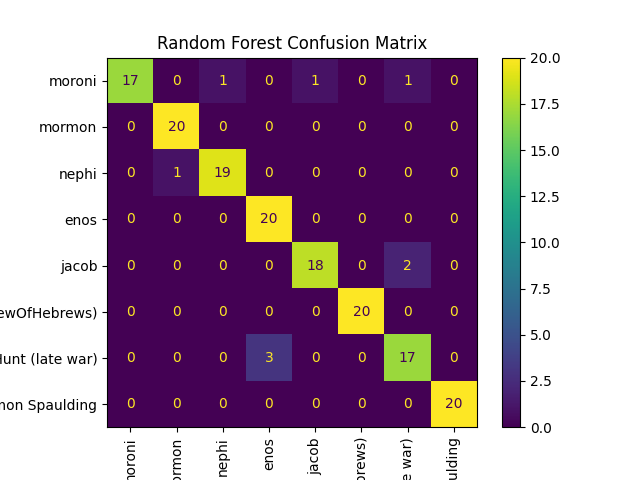 Random Forest Confusion Matrix
moroni 17 0 1 0 1 0 1 0
mormon 0 20 0 0 0 0 0 0
nephi 0 1 19 0 0 0 0 0
enos 0 0 0 20 0 0 0 0
jacob 0 0 0 0 18 0 2 0
ewOfHebrews) 0 0 0 0 0 20 0 0
Hunt (late war) 0 0 0 3 0 0 17 0
mon Spaulding 0 0 0 0 0 0 0 20
moroni
ormon
nephi
enos
jacob
brews)
e war)
ulding
20.0
17.5
15.0
12.5
10.0
7.5
5.0
2.5
0.0